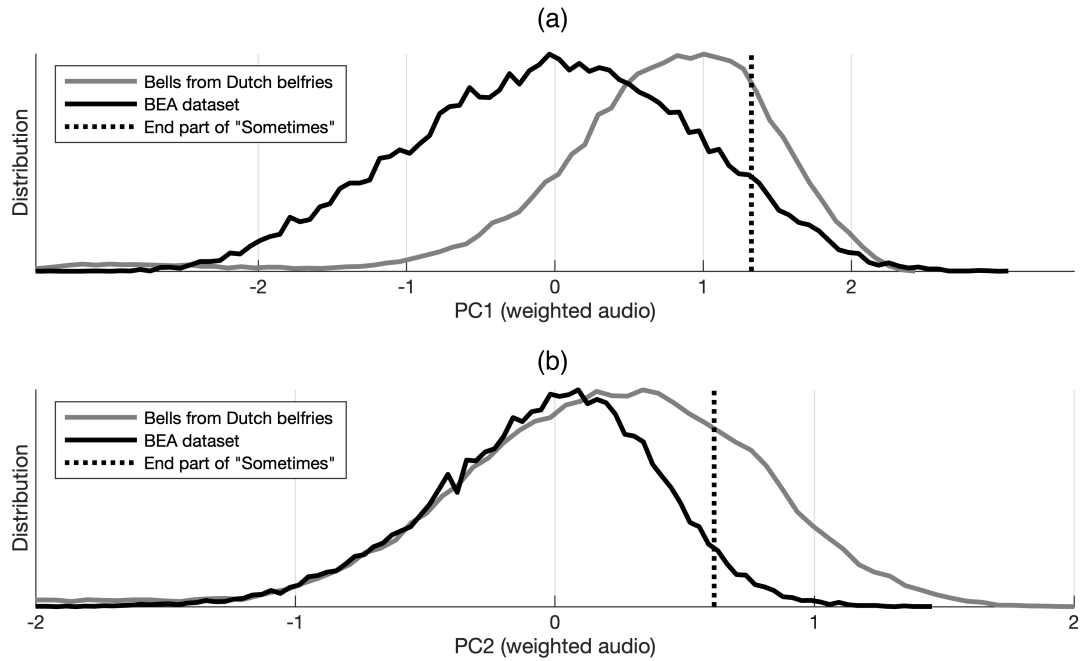 (a)
Bells from Dutch belfries
BEA dataset
End part of "Sometimes"
Distribution
-2 -1 0 1 2
PC1 (weighted audio)
(b)
Bells from Dutch belfries
BEA dataset
End part of "Sometimes"
Distribution
-2 -1 0 1 2
PC2 (weighted audio)